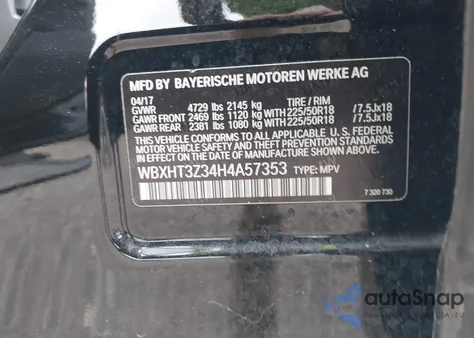 MFD BY BAYERISCHE MOTOREN WERKE AG
04/17 TIRE / RIM
GVWR 4729 lbs 2145 kg
GAWR FRONT 2469 lbs 1120 kg WITH 225/50R18 /7.5Jx18
GAWR REAR 2381 lbs 1080 kg WITH 225/50R18 /7.5Jx18
THIS VEHICLE CONFORMS TO ALL APPLICABLE U. S. FEDERAL
MOTOR VEHICLE SAFETY, BUMPER, AND THEFT PREVENTION
STANDARDS IN EFFECT ON THE DATE OF MANUFACTURE SHOWN ABOVE.
WBXHT3Z34H4A57353 TYPE: MPV
7 320 730
autoSnap